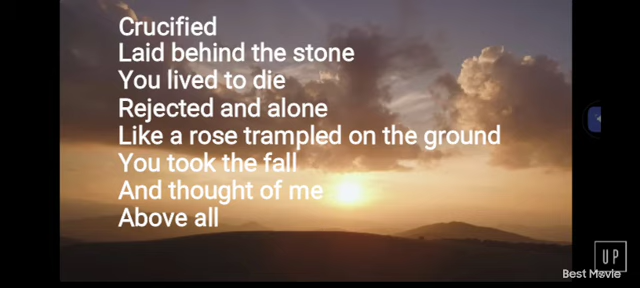 Crucified
Laid behind the stone
You lived to die
Rejected and alone
Like a rose trampled on the ground
You took the fall
And thought of me
Above all
UP
Best Movie